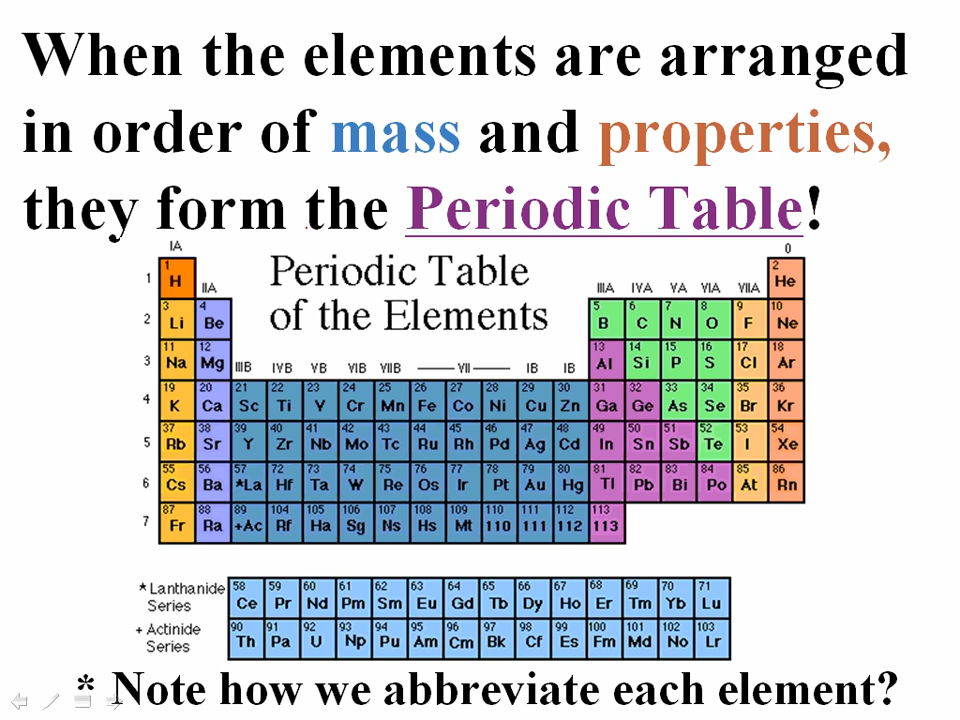 When the elements are arranged
in order of mass and properties,
they form the Periodic Table!
IA 0
Periodic Table
of the Elements
1 1 H 2 He
IIA IIIA IVA VA VIA VIIA
2 3 Li 4 Be 5 B 6 C 7 N 8 O 9 F 10 Ne
3 11 Na 12 Mg 13 Al 14 Si 15 P 16 S 17 Cl 18 Ar
IIIB IVB VB VIB VIIB VII IB IB
4 19 K 20 Ca 21 Sc 22 Ti 23 V 24 Cr 25 Mn 26 Fe 27 Co 28 Ni 29 Cu 30 Zn 31 Ga 32 Ge 33 As 34 Se 35 Br 36 Kr
5 37 Rb 38 Sr 39 Y 40 Zr 41 Nb 42 Mo 43 Tc 44 Ru 45 Rh 46 Pd 47 Ag 48 Cd 49 In 50 Sn 51 Sb 52 Te 53 I 54 Xe
6 55 Cs 56 Ba 57 *La 72 Hf 73 Ta 74 W 75 Re 76 Os 77 Ir 78 Pt 79 Au 80 Hg 81 Tl 82 Pb 83 Bi 84 Po 85 At 86 Rn
7 87 Fr 88 Ra 89 +Ac 104 Rf 105 Ha 106 Sg 107 Ns 108 Hs 109 Mt 110 110 111 111 112 112 113 113
* Lanthanide
Series
58 Ce 59 Pr 60 Nd 61 Pm 62 Sm 63 Eu 64 Gd 65 Tb 66 Dy 67 Ho 68 Er 69 Tm 70 Yb 71 Lu
+ Actinide
Series
90 Th 91 Pa 92 U 93 Np 94 Pu 95 Am 96 Cm 97 Bk 98 Cf 99 Es 100 Fm 101 Md 102 No 103 Lr
* Note how we abbreviate each element?